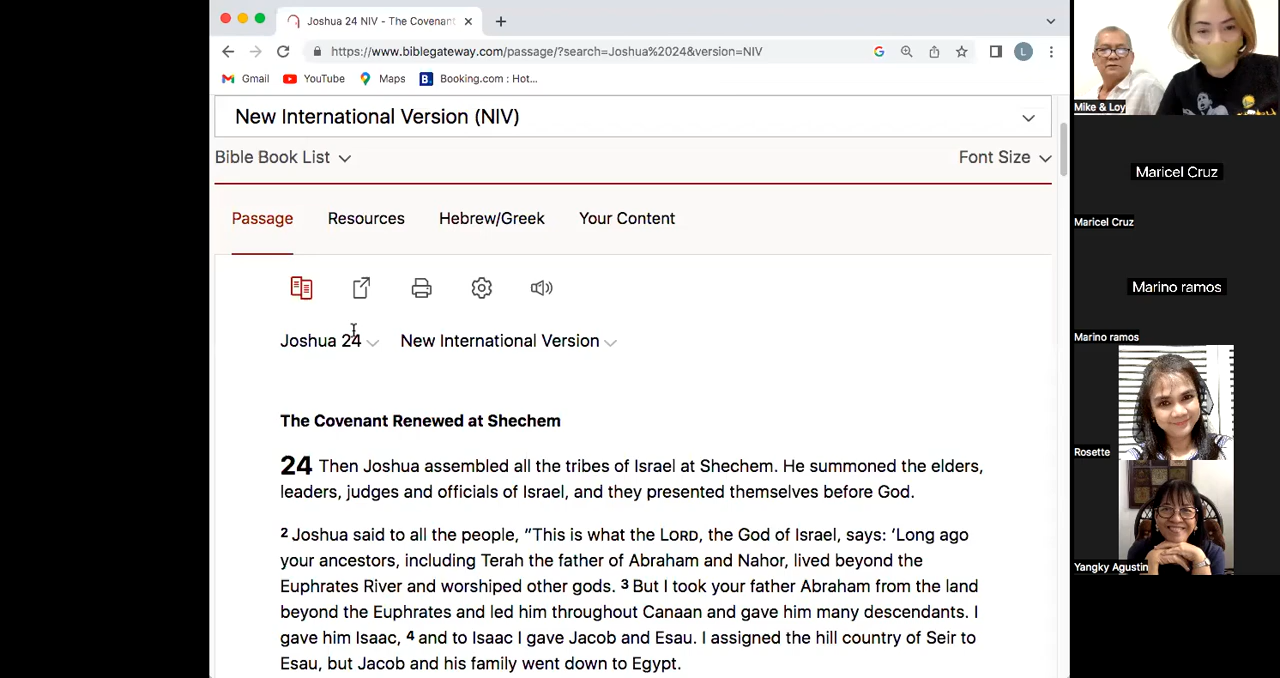 Joshua 24 NIV - The Covenant
https://www.biblegateway.com/passage/?search=Joshua%2024&version=NIV
L
Gmail YouTube Maps B Booking.com : Hot...
New International Version (NIV)
Bible Book List Font Size
Passage Resources Hebrew/Greek Your Content
Joshua 24 New International Version
The Covenant Renewed at Shechem
24 Then Joshua assembled all the tribes of Israel at Shechem. He summoned the elders,
leaders, judges and officials of Israel, and they presented themselves before God.
2 Joshua said to all the people, “This is what the LORD, the God of Israel, says: ‘Long ago
your ancestors, including Terah the father of Abraham and Nahor, lived beyond the
Euphrates River and worshiped other gods. 3 But I took your father Abraham from the land
beyond the Euphrates and led him throughout Canaan and gave him many descendants. I
gave him Isaac, 4 and to Isaac I gave Jacob and Esau. I assigned the hill country of Seir to
Esau, but Jacob and his family went down to Egypt.
Mike & Loy
Maricel Cruz
Maricel Cruz
Marino ramos
Marino ramos
Rosette
Yangky Agustin